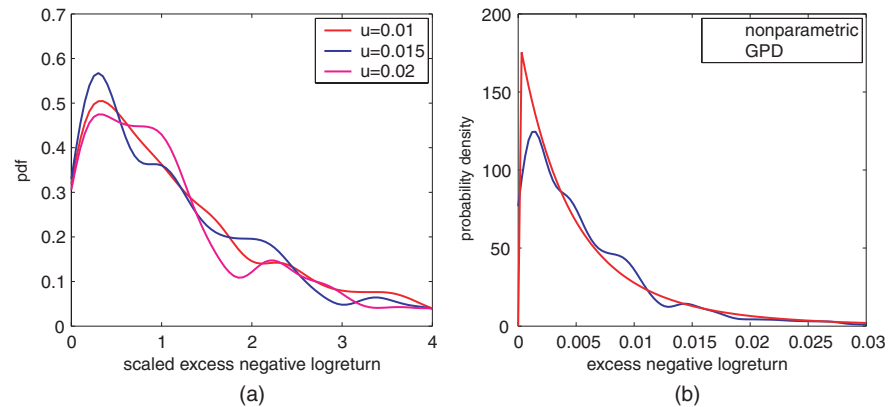 0.7
0.6
0.5
0.4
0.3
0.2
0.1
0
pdf
u=0.01
u=0.015
u=0.02
0 1 2 3 4
scaled excess negative logreturn
(a)
200
150
100
50
0
probability density
nonparametric
GPD
0 0.005 0.01 0.015 0.02 0.025 0.03
excess negative logreturn
(b)